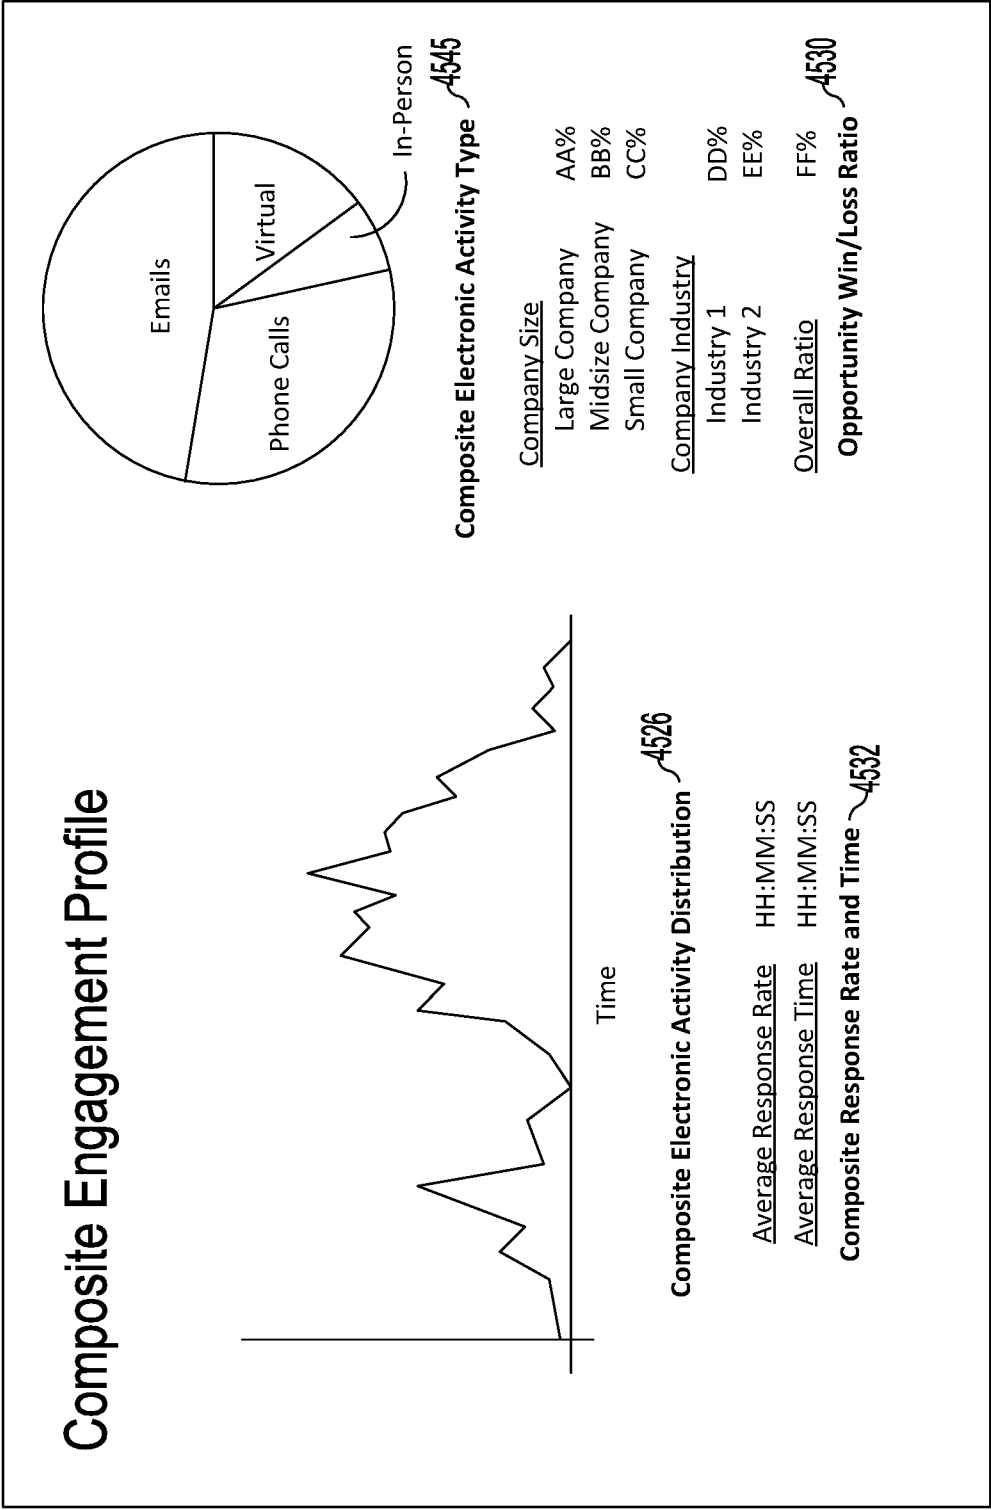 Composite Engagement Profile
Time
Composite Electronic Activity Distribution 4526
Average Response Rate HH:MM:SS
Average Response Time HH:MM:SS
Composite Response Rate and Time 4532
Emails
Virtual
Phone Calls
In-Person
Composite Electronic Activity Type 4545
Company Size
Large Company AA%
Midsize Company BB%
Small Company CC%
Company Industry
Industry 1 DD%
Industry 2 EE%
Overall Ratio FF%
Opportunity Win/Loss Ratio 4530